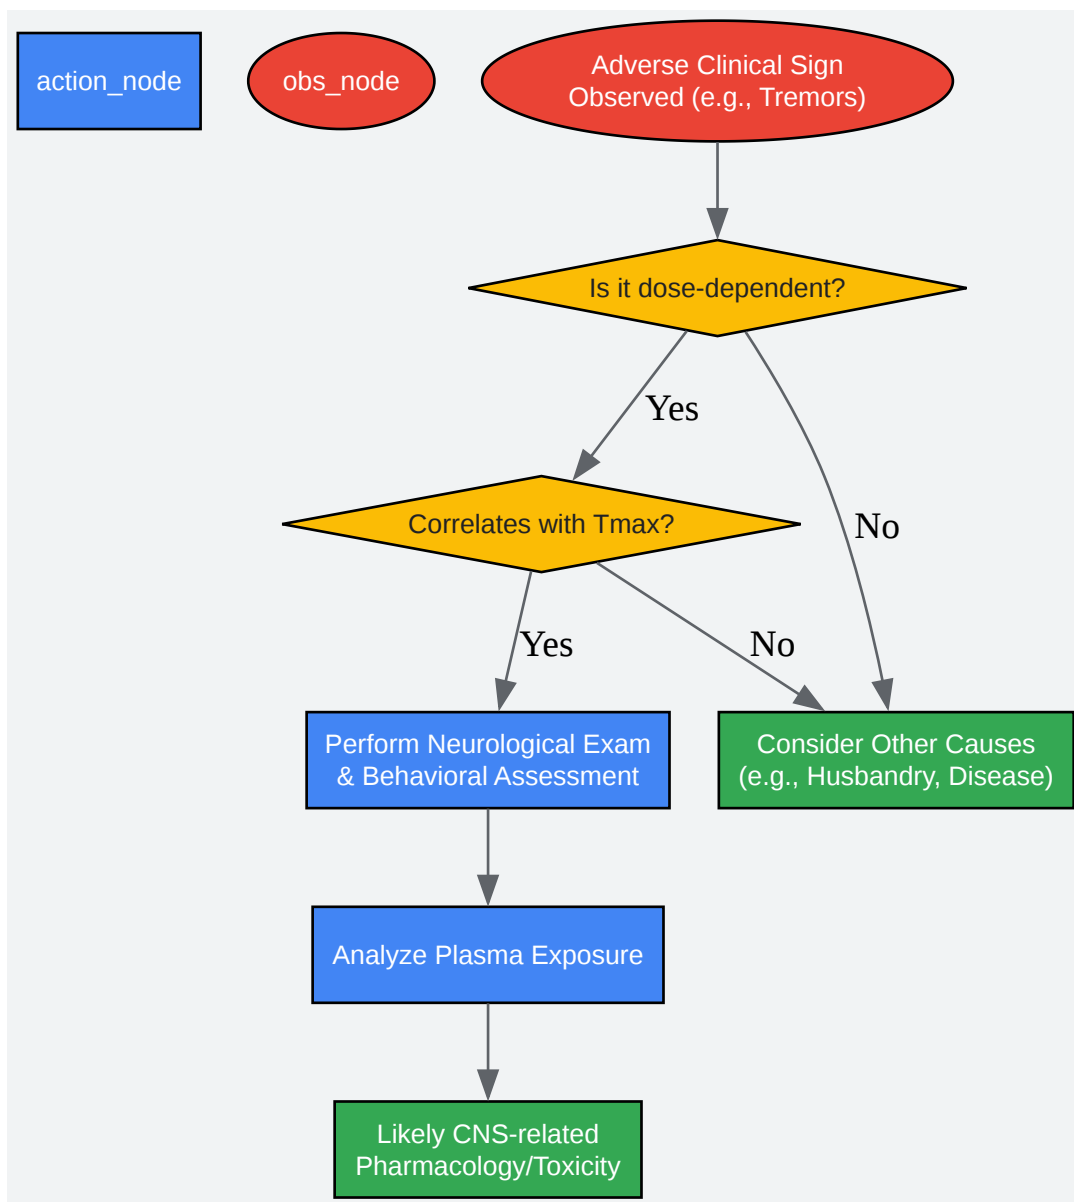 action_node
obs_node
Adverse Clinical Sign
Observed (e.g., Tremors)
Is it dose-dependent?
Yes
Correlates with Tmax?
No
Yes
No
Perform Neurological Exam
& Behavioral Assessment
Consider Other Causes
(e.g., Husbandry, Disease)
Analyze Plasma Exposure
Likely CNS-related
Pharmacology/Toxicity